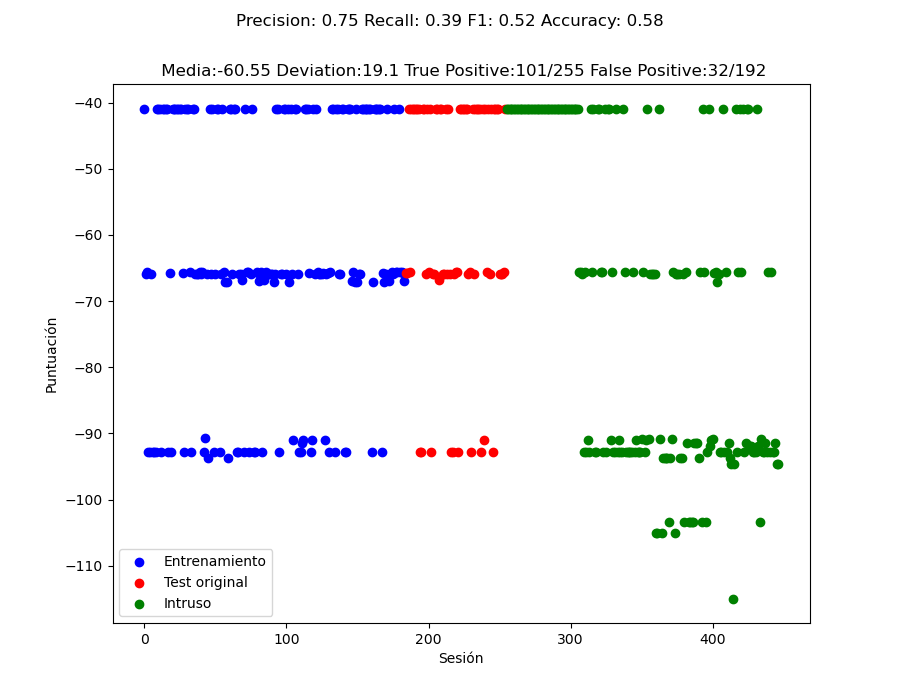 Precision: 0.75 Recall: 0.39 F1: 0.52 Accuracy: 0.58
Media:-60.55 Deviation:19.1 True Positive:101/255 False Positive:32/192
−40
−50
−60
−70
−80
−90
−100
−110
Puntuación
Entrenamiento
Test original
Intruso
0 100 200 300 400
Sesión